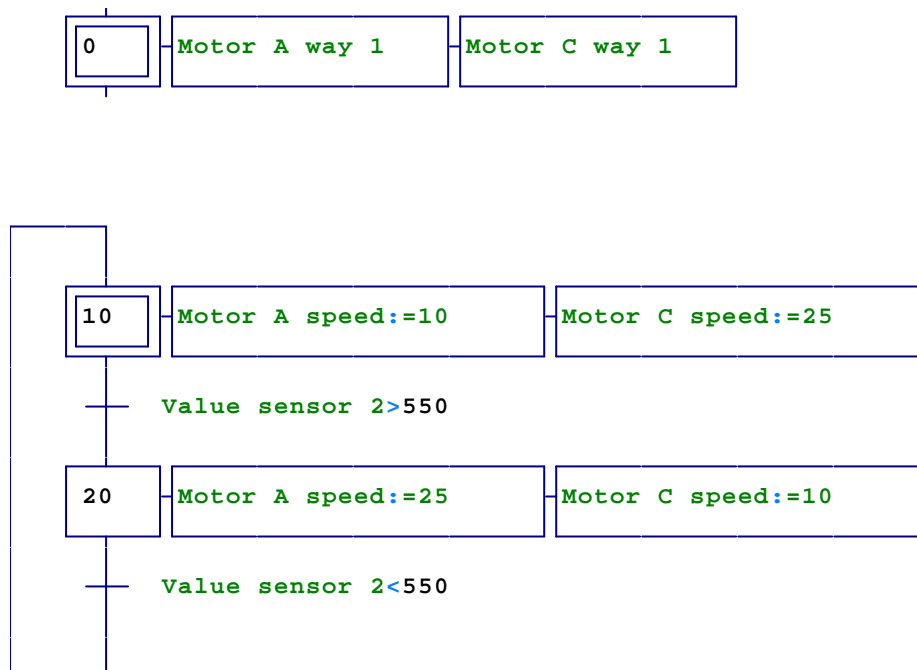 0 Motor A way 1 Motor C way 1
10 Motor A speed:=10 Motor C speed:=25
Value sensor 2>550
20 Motor A speed:=25 Motor C speed:=10
Value sensor 2<550